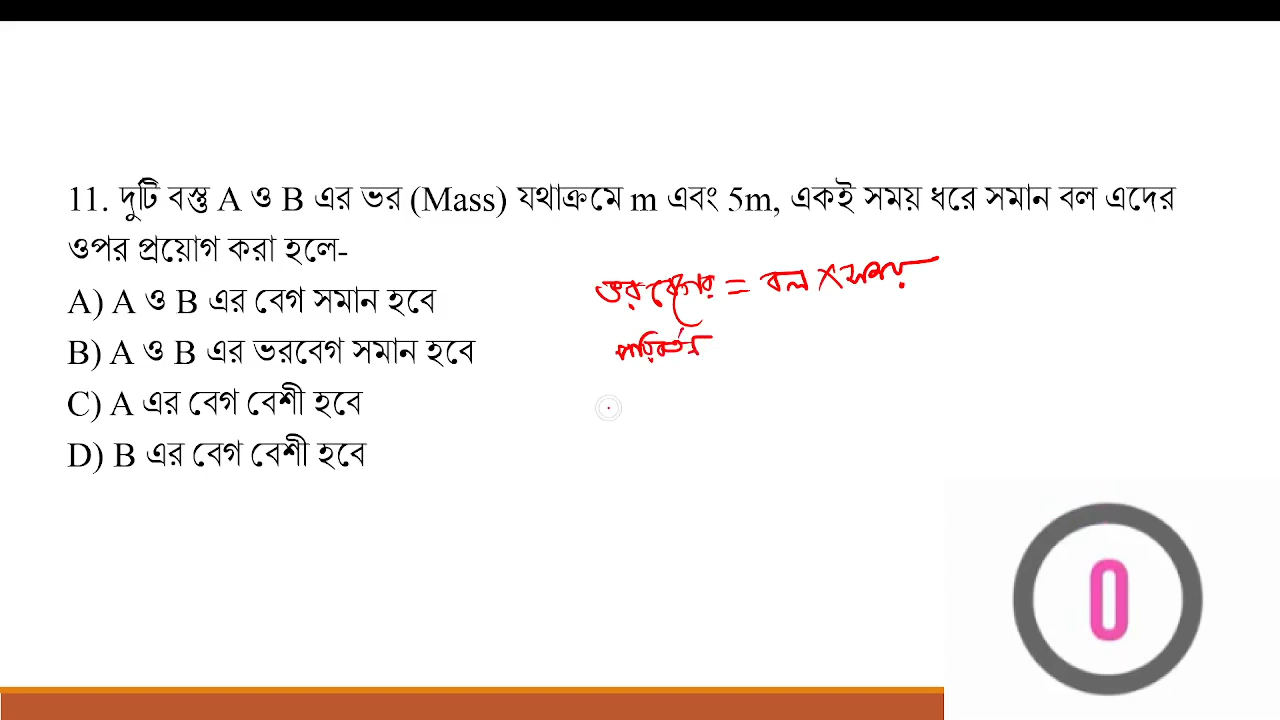 11. দুটি বস্তু A ও B এর ভর (Mass) যথাক্রমে m এবং 5m, একই সময় ধরে সমান বল এদের
ওপর প্রয়োগ করা হলে-
A) A ও B এর বেগ সমান হবে
B) A ও B এর ভরবেগ সমান হবে
C) A এর বেগ বেশী হবে
D) B এর বেগ বেশী হবে
ভরবেগের = বল × সময়
পরিবর্তন
0